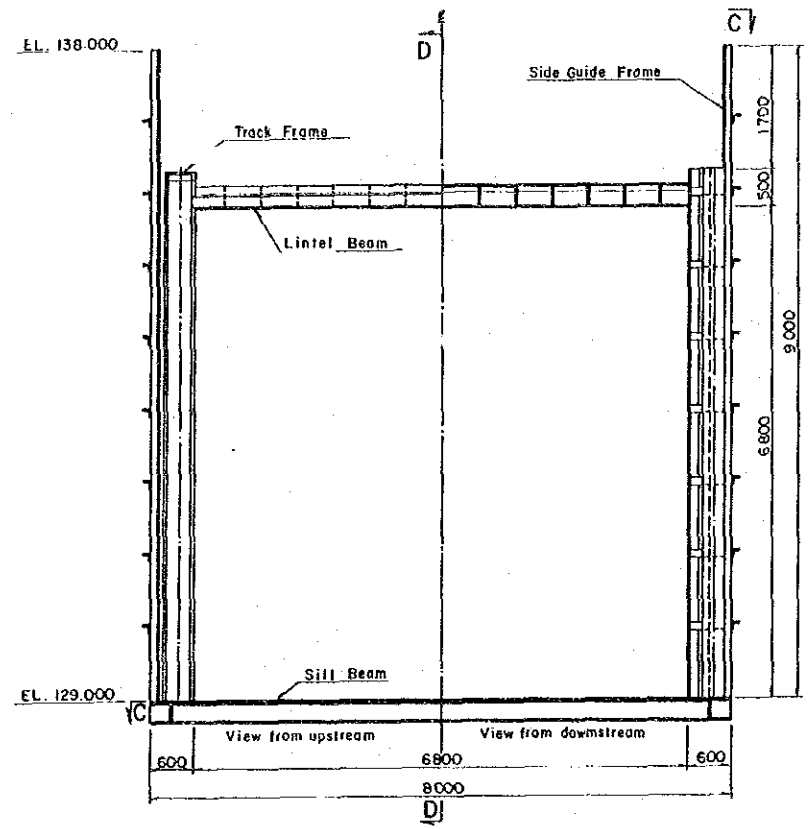 C
EL. 138.000
D
Side Guide Frame
1700
Track Frame
500
Lintel Beam
9000
6800
Sill Beam
EL. 129.000
C
View from upstream
View from downstream
600
6800
600
8000
D